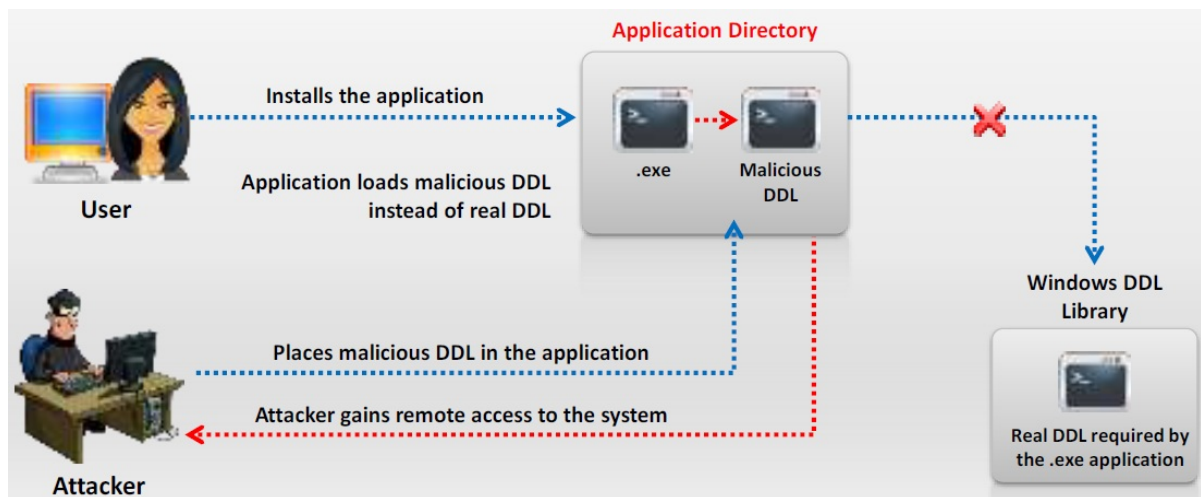 Application Directory
Installs the application
.exe
Malicious
DDL
User
Application loads malicious DDL
instead of real DDL
Windows DDL
Library
Places malicious DDL in the application
Attacker gains remote access to the system
Real DDL required by
the .exe application
Attacker